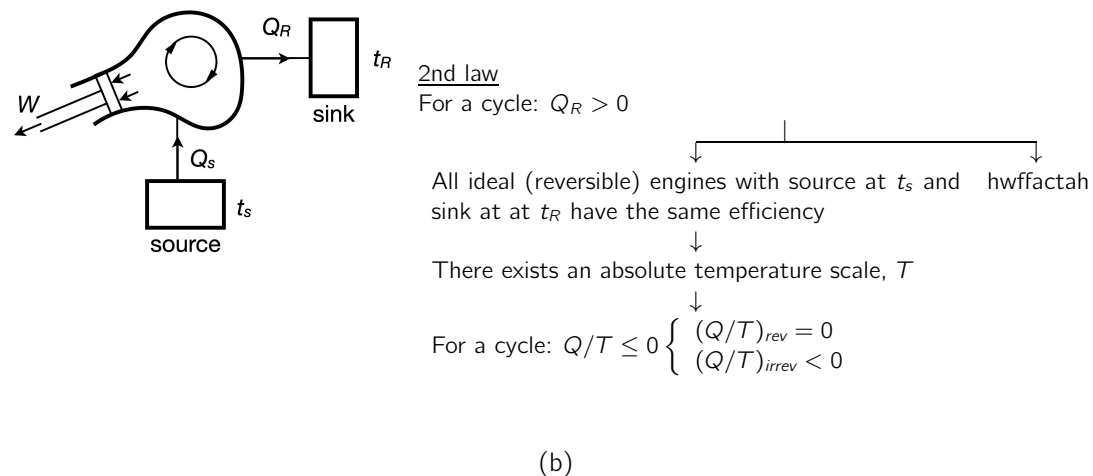 Q_R
t_R
sink
W
Q_s
t_s
source
2nd law
For a cycle: Q_R > 0
All ideal (reversible) engines with source at t_s and hwffactah
sink at at t_R have the same efficiency
There exists an absolute temperature scale, T
For a cycle: Q/T ≤ 0 { (Q/T)_rev = 0
(Q/T)_irrev < 0
(b)